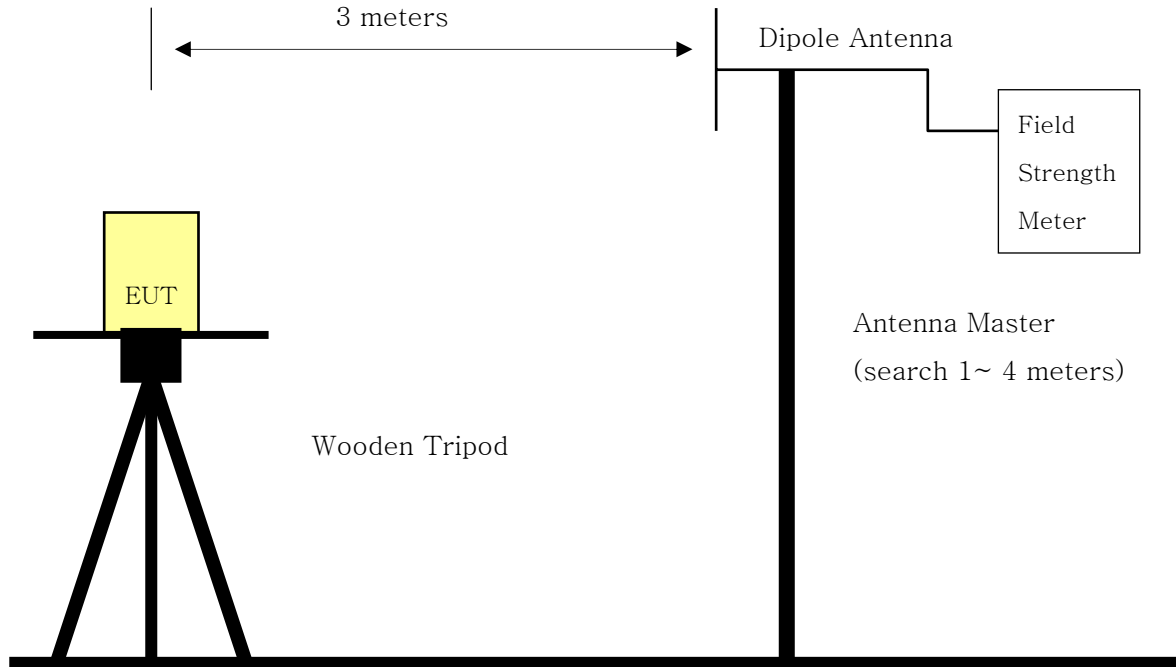 3 meters
Dipole Antenna
Field
Strength
Meter
EUT
Antenna Master
(search 1~ 4 meters)
Wooden Tripod